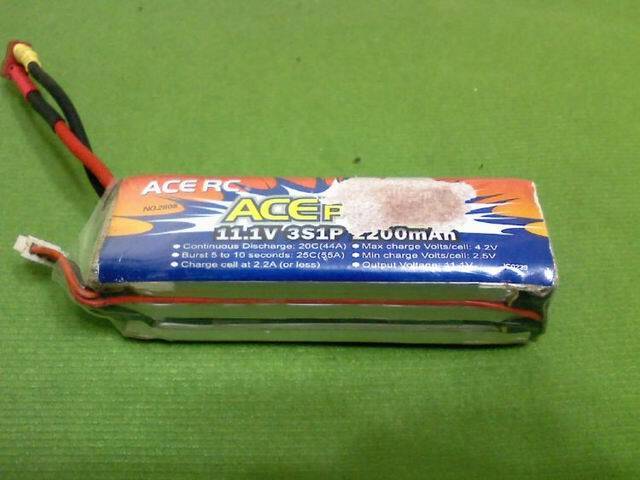 ACE RC
NO.2808
ACE
11.1V 3S1P 2200mAh
• Continuous Discharge: 20C(44A) • Max charge Volts/cell: 4.2V
• Burst 5 to 10 seconds: 25C(55A) • Min charge Volts/cell: 2.5V
• Charge cell at 2.2A (or less) • Output Voltage: 11.1V